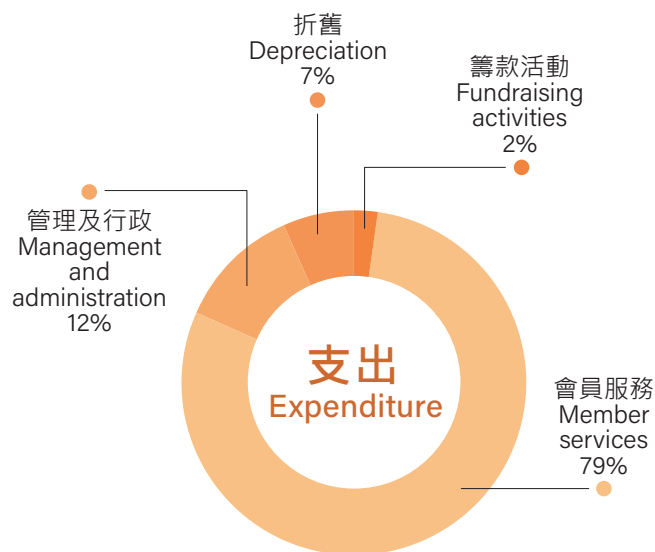 折舊
Depreciation
7%
籌款活動
Fundraising
activities
2%
管理及行政
Management
and
administration
12%
支出
Expenditure
會員服務
Member
services
79%